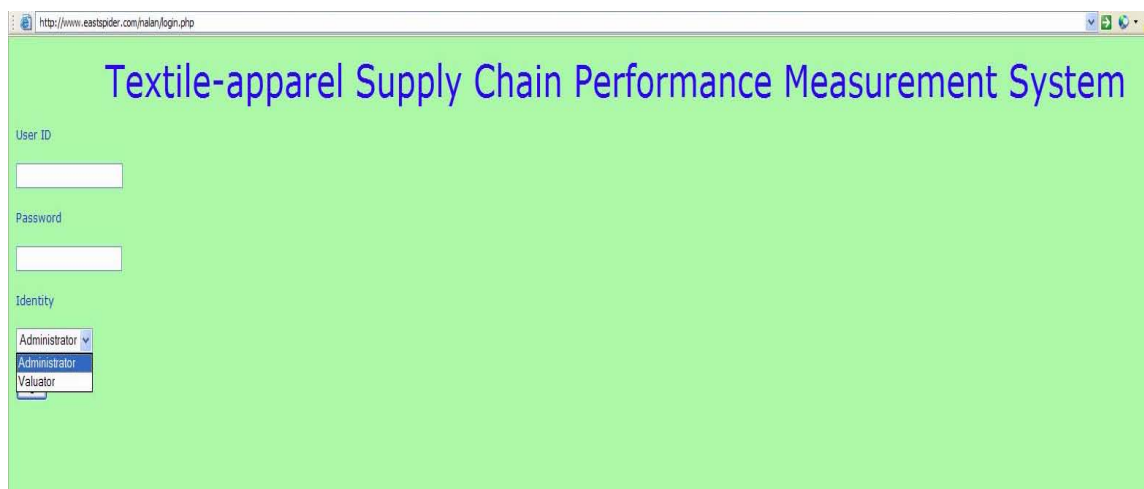 http://www.eastspider.com/nalan/login.php
Textile-apparel Supply Chain Performance Measurement System
User ID
Password
Identity
Administrator
Administrator
Valuator